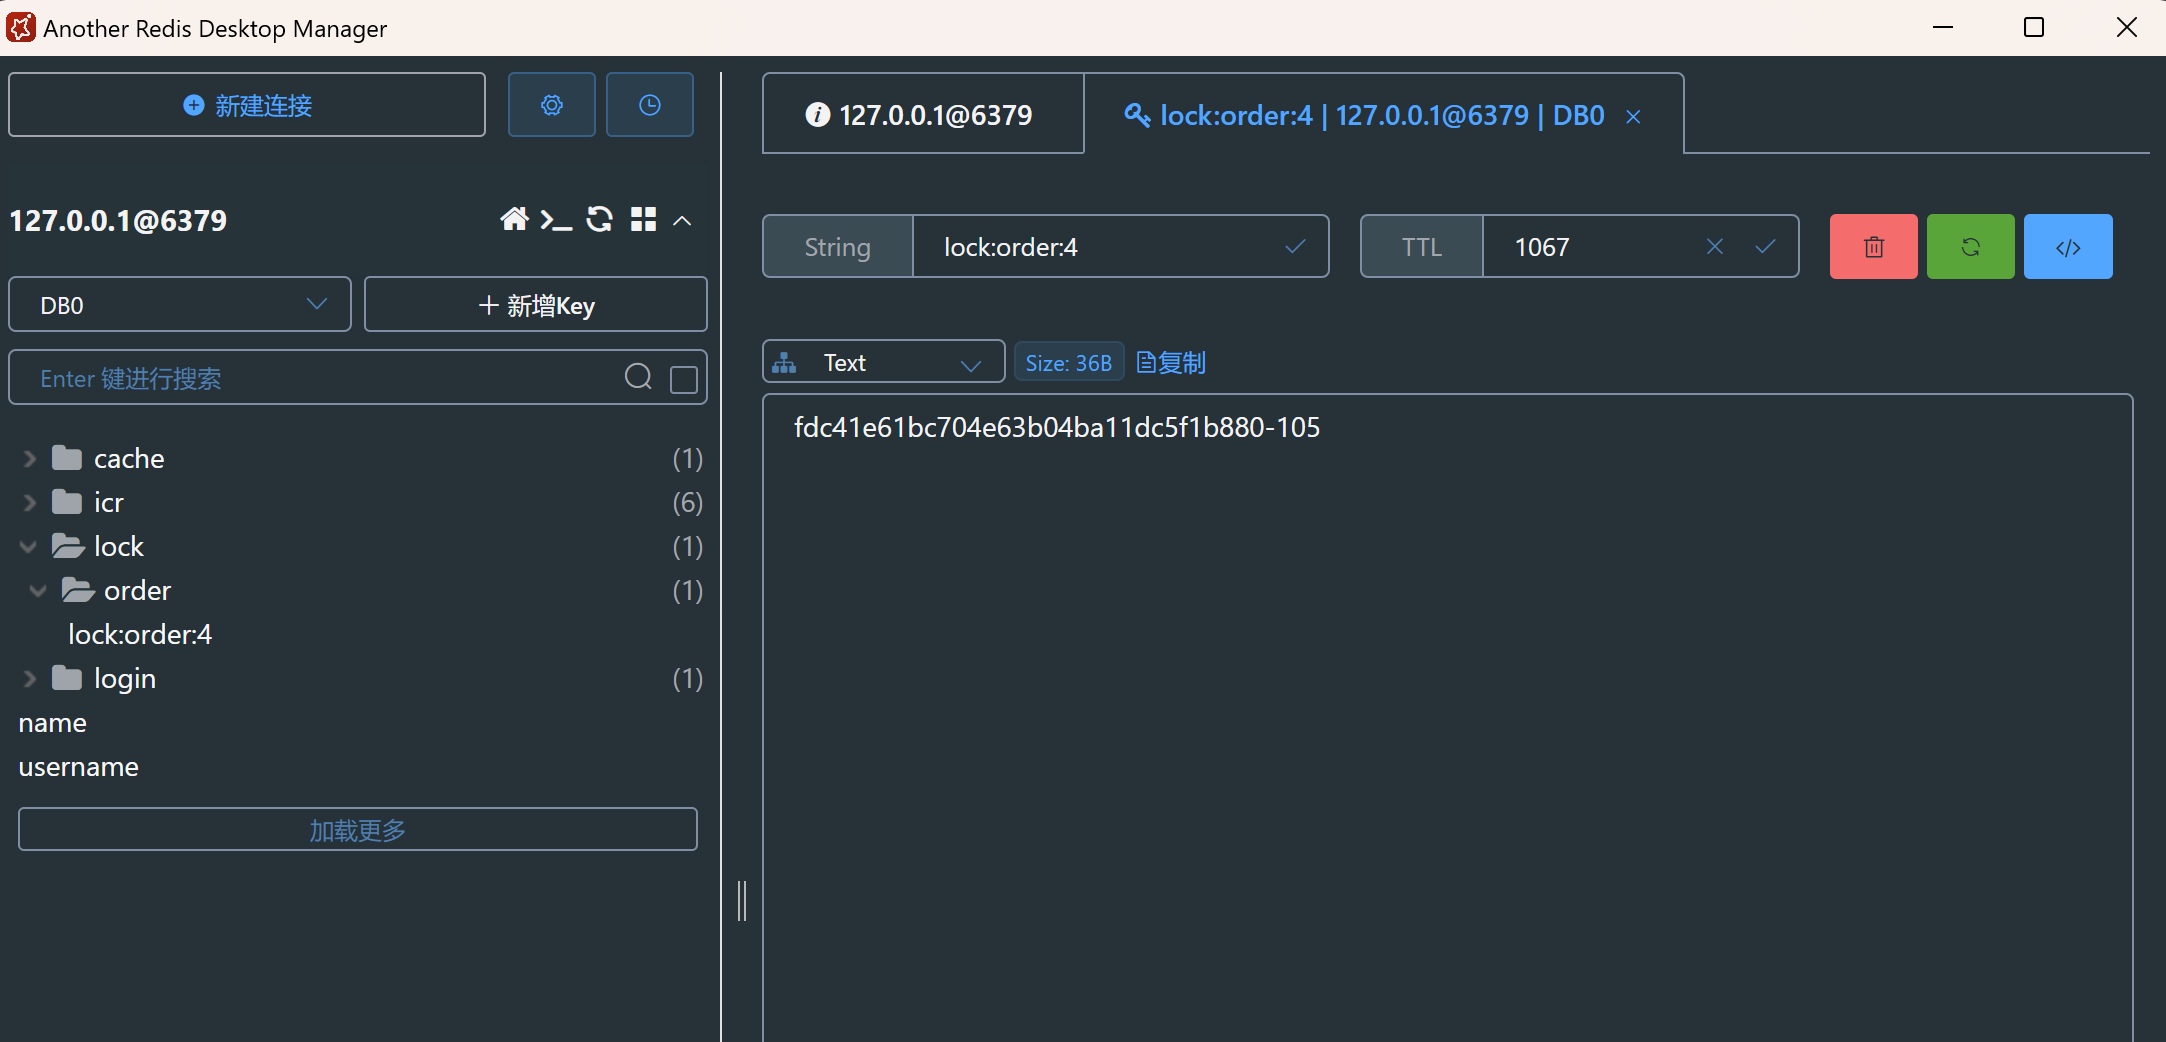 Another Redis Desktop Manager
新建连接
127.0.0.1@6379
DB0
新增Key
Enter 键进行搜索
cache (1)
icr (6)
lock (1)
order (1)
lock:order:4
login (1)
name
username
加载更多
127.0.0.1@6379
lock:order:4 | 127.0.0.1@6379 | DB0
String lock:order:4 TTL 1067
Text Size: 36B 复制
fdc41e61bc704e63b04ba11dc5f1b880-105